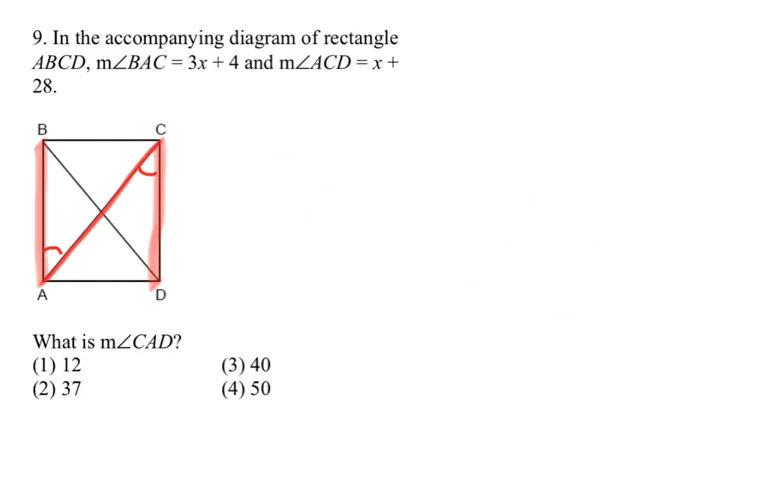 9. In the accompanying diagram of rectangle
ABCD, m∠BAC = 3x + 4 and m∠ACD = x +
28.
B C
A D
What is m∠CAD?
(1) 12 (3) 40
(2) 37 (4) 50